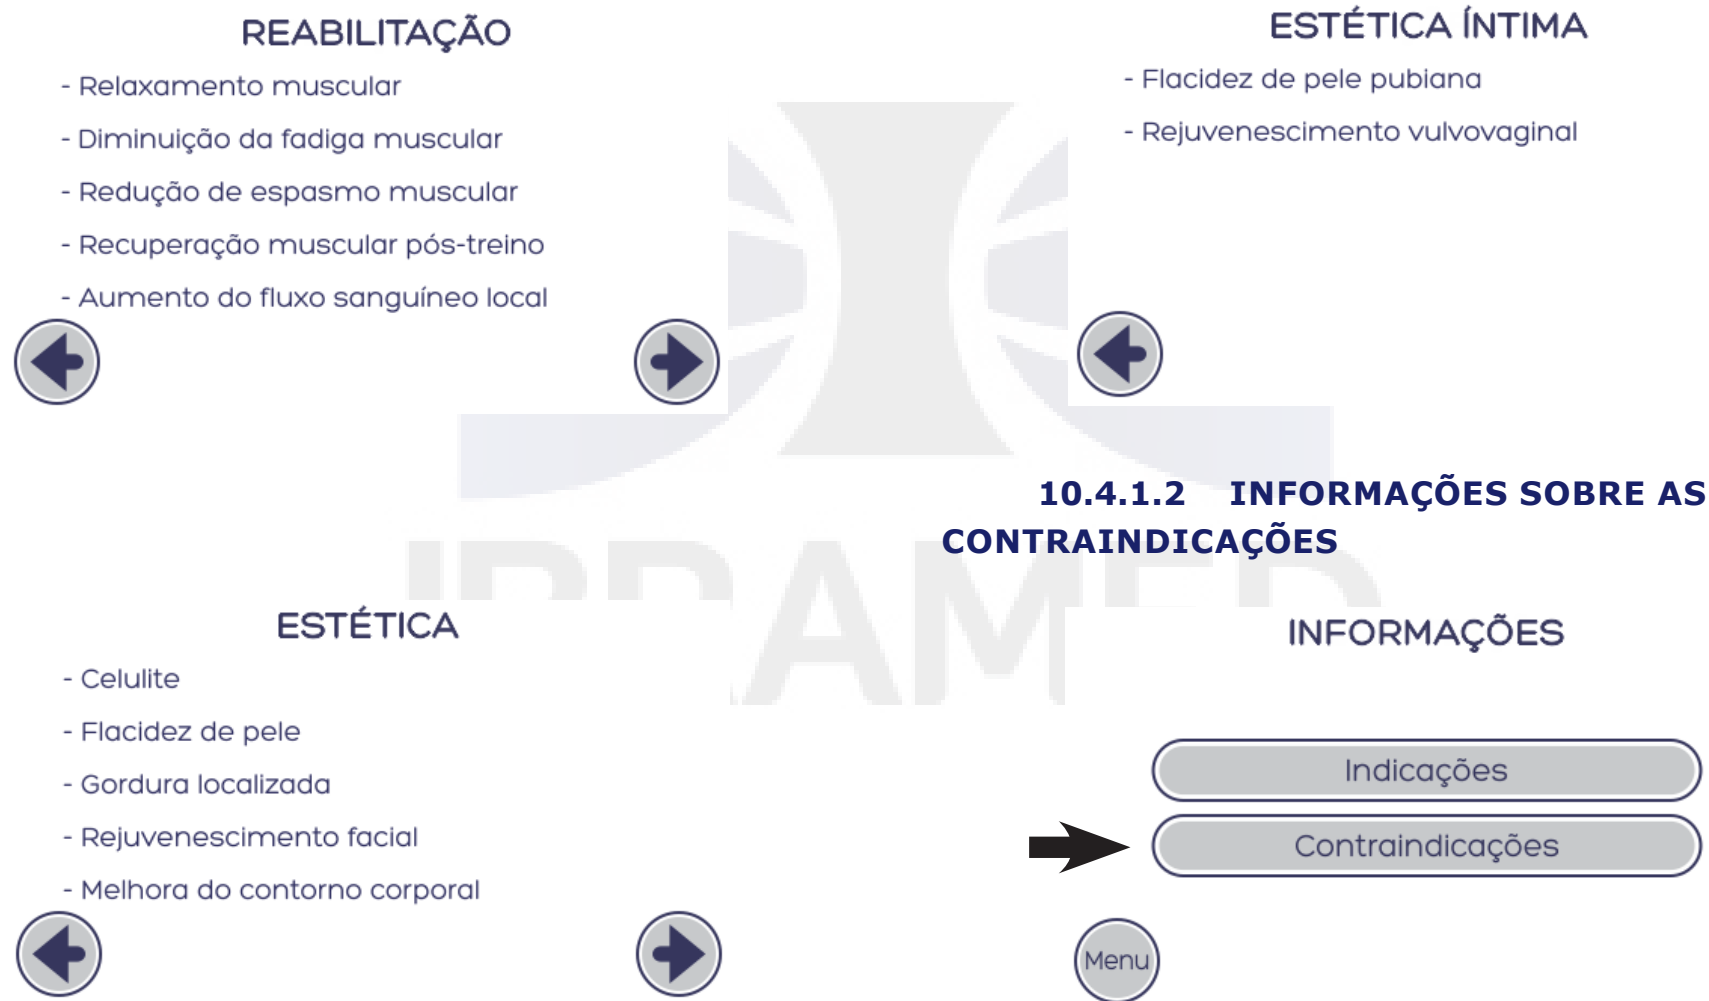 REABILITAÇÃO
- Relaxamento muscular
- Diminuição da fadiga muscular
- Redução de espasmo muscular
- Recuperação muscular pós-treino
- Aumento do fluxo sanguíneo local
ESTÉTICA
- Celulite
- Flacidez de pele
- Gordura localizada
- Rejuvenescimento facial
- Melhora do contorno corporal
ESTÉTICA ÍNTIMA
- Flacidez de pele pubiana
- Rejuvenescimento vulvovaginal
10.4.1.2 INFORMAÇÕES SOBRE AS
CONTRAINDICAÇÕES
INFORMAÇÕES
Indicações
Contraindicações
Menu
IBRAMED